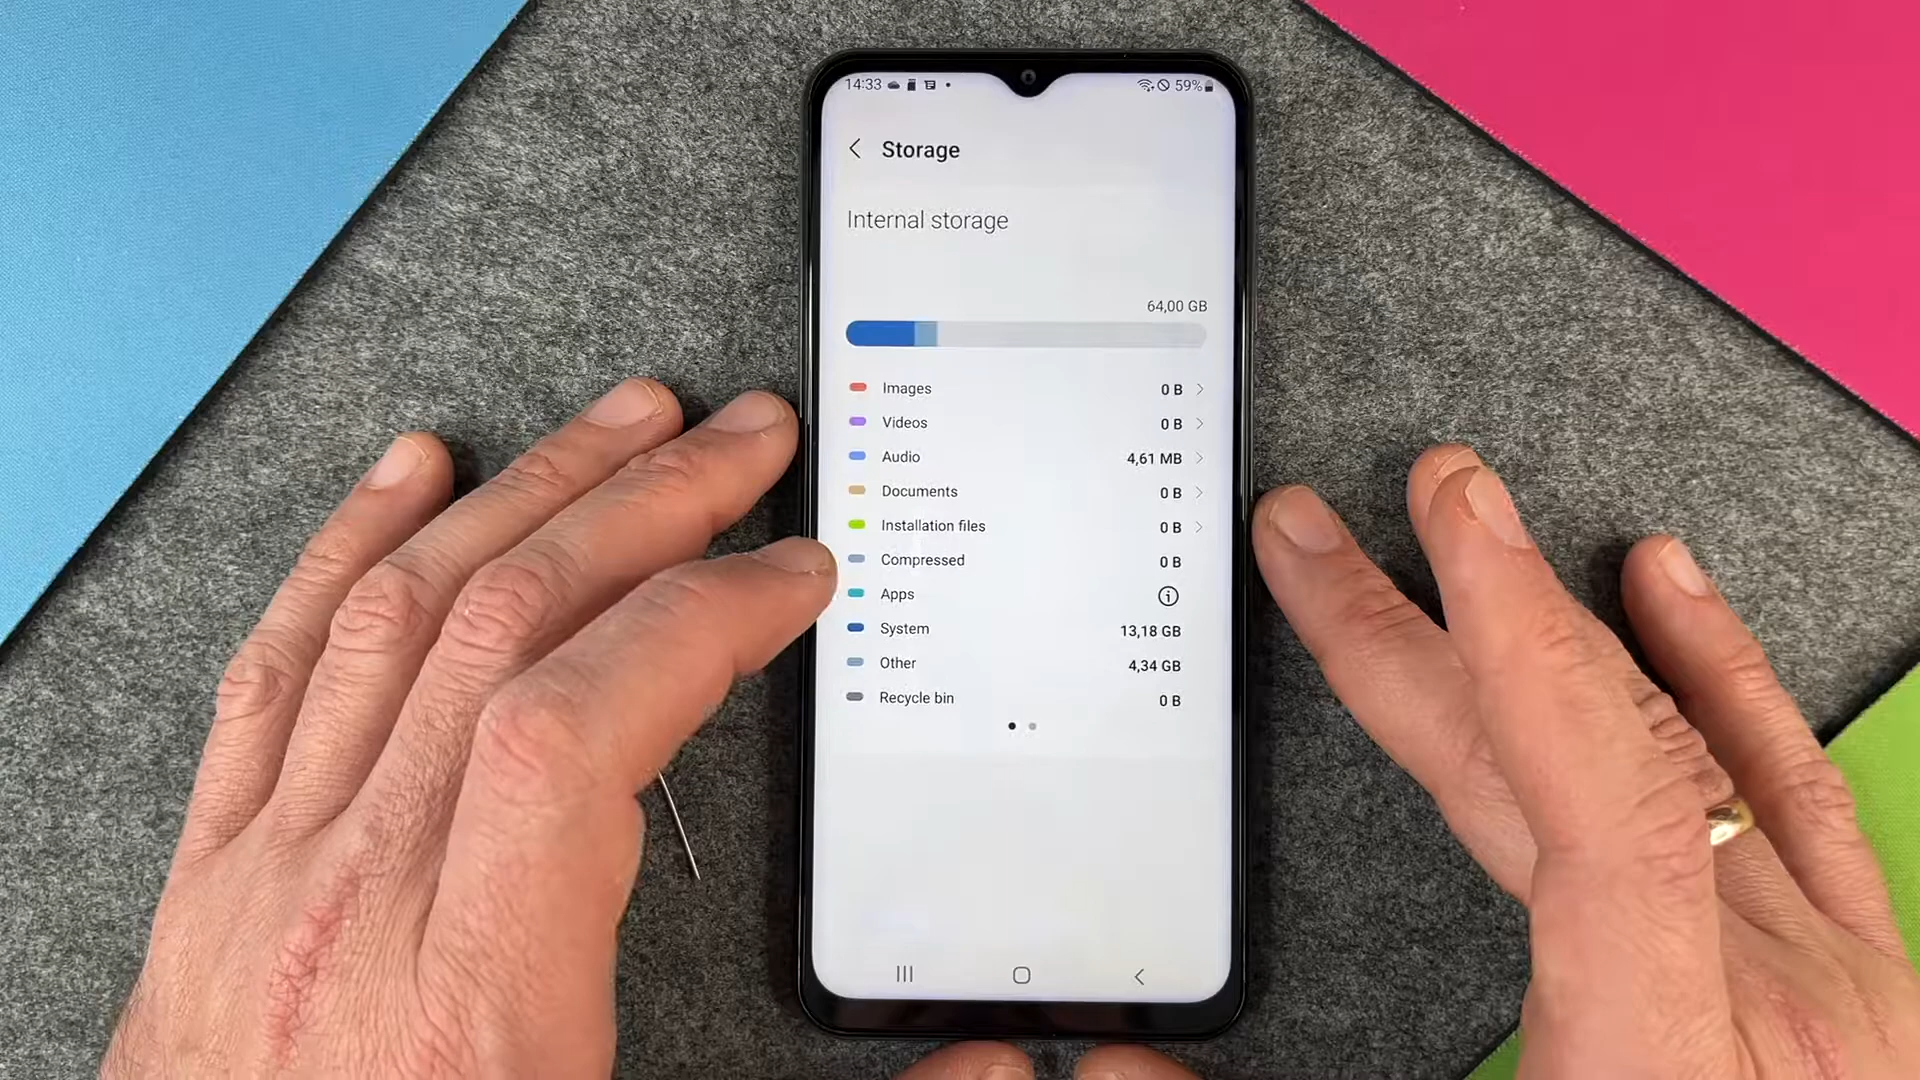 14:33 59%
Storage
Internal storage
64,00 GB
Images 0 B
Videos 0 B
Audio 4,61 MB
Documents 0 B
Installation files 0 B
Compressed 0 B
Apps
System 13,18 GB
Other 4,34 GB
Recycle bin 0 B